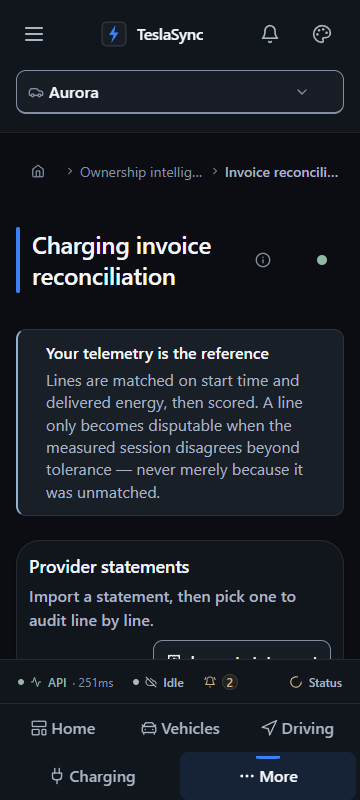 TeslaSync
Aurora
Ownership intellig... Invoice reconcili...
Charging invoice
reconciliation
Your telemetry is the reference
Lines are matched on start time and
delivered energy, then scored. A line
only becomes disputable when the
measured session disagrees beyond
tolerance — never merely because it
was unmatched.
Provider statements
Import a statement, then pick one to
audit line by line.
API · 251ms Idle 2 Status
Home Vehicles Driving
Charging More